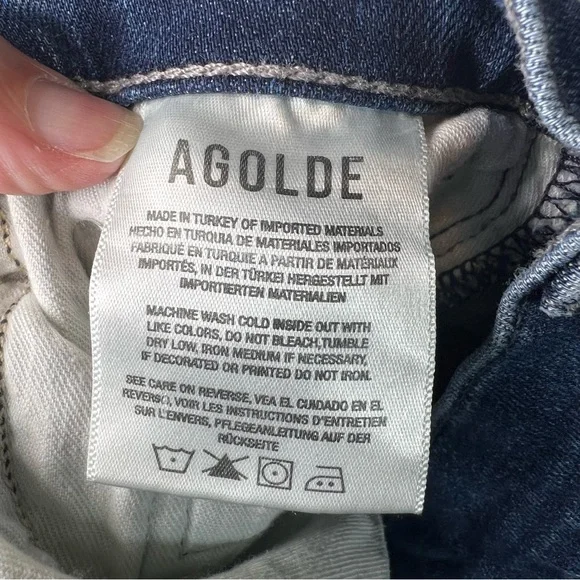 AGOLDE
MADE IN TURKEY OF IMPORTED MATERIALS
HECHO EN TURQUIA DE MATERIALES IMPORTADOS
FABRIQUÉ EN TURQUIE A PARTIR DE MATÉRIAUX
IMPORTÉS, IN DER TÜRKEI HERGESTELLT MIT
IMPORTIERTEN MATERIALIEN
MACHINE WASH COLD INSIDE OUT WITH
LIKE COLORS, DO NOT BLEACH,TUMBLE
DRY LOW, IRON MEDIUM IF NECESSARY,
IF DECORATED OR PRINTED DO NOT IRON.
SEE CARE ON REVERSE, VEA EL CUIDADO EN EL
REVERSO, VOIR LES INSTRUCTIONS D'ENTRETIEN
SUR L'ENVERS, PFLEGEANLEITUNG AUF DER
RÜCKSEITE